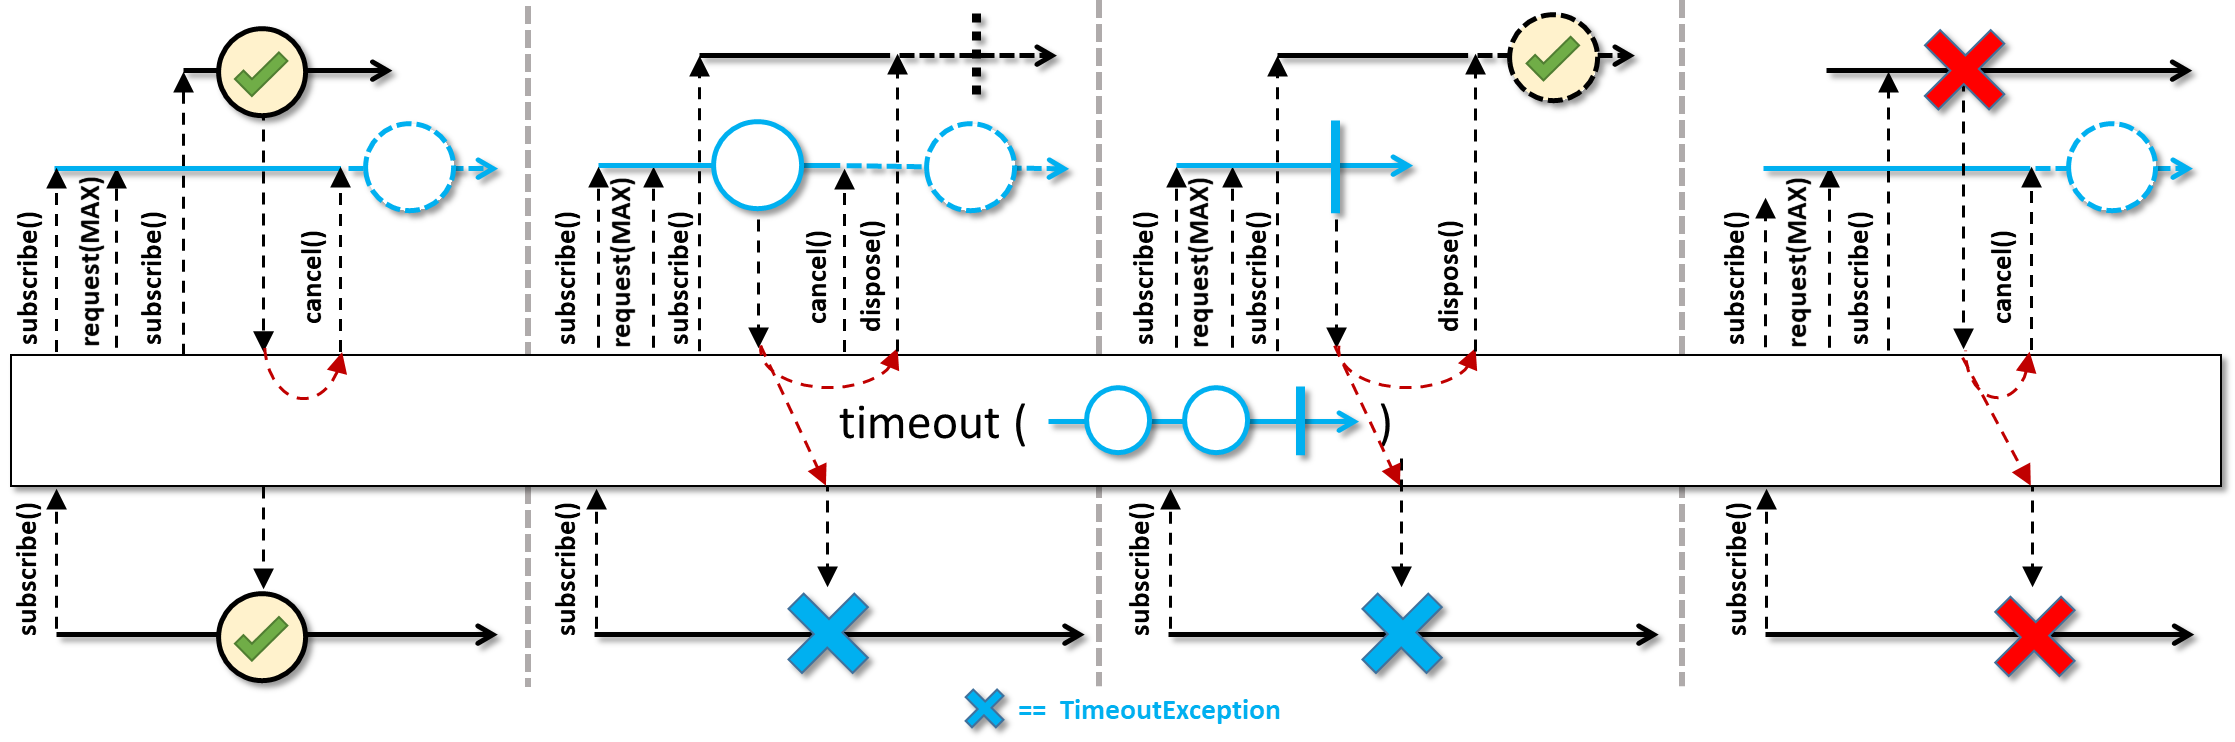 subscribe()
request(MAX)
subscribe()
cancel()
subscribe()
request(MAX)
subscribe()
cancel()
dispose()
subscribe()
request(MAX)
subscribe()
dispose()
subscribe()
request(MAX)
subscribe()
cancel()
timeout ( )
subscribe()
subscribe()
subscribe()
subscribe()
== TimeoutException